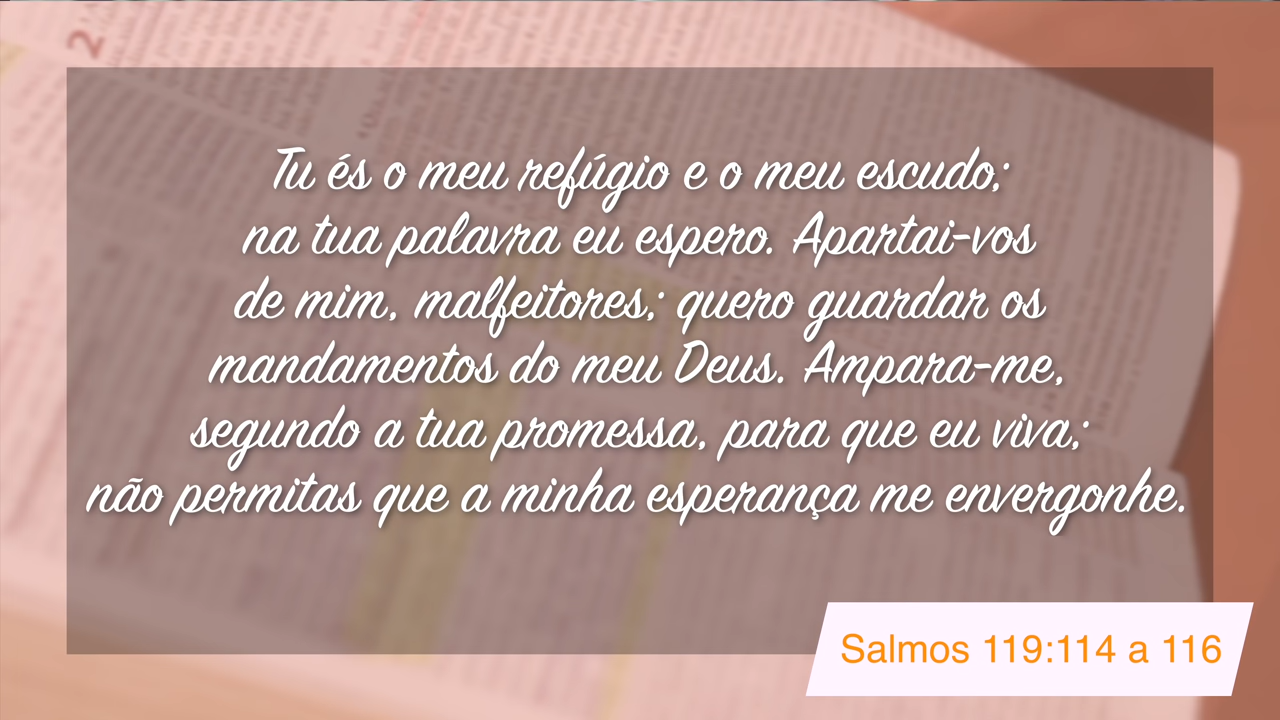 2
Tu és o meu refúgio e o meu escudo;
na tua palavra eu espero. Apartai-vos
de mim, malfeitores; quero guardar os
mandamentos do meu Deus. Ampara-me,
segundo a tua promessa, para que eu viva;
não permitas que a minha esperança me envergonhe.
Salmos 119:114 a 116